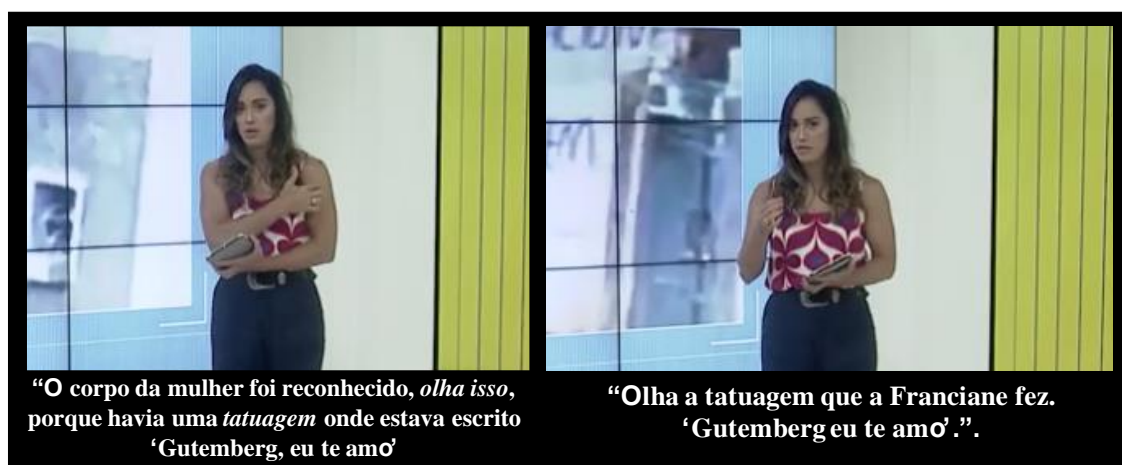 “O corpo da mulher foi reconhecido, olha isso,
porque havia uma tatuagem onde estava escrito
‘Gutemberg, eu te amo’
“Olha a tatuagem que a Franciane fez.
‘Gutemberg eu te amo’.”.